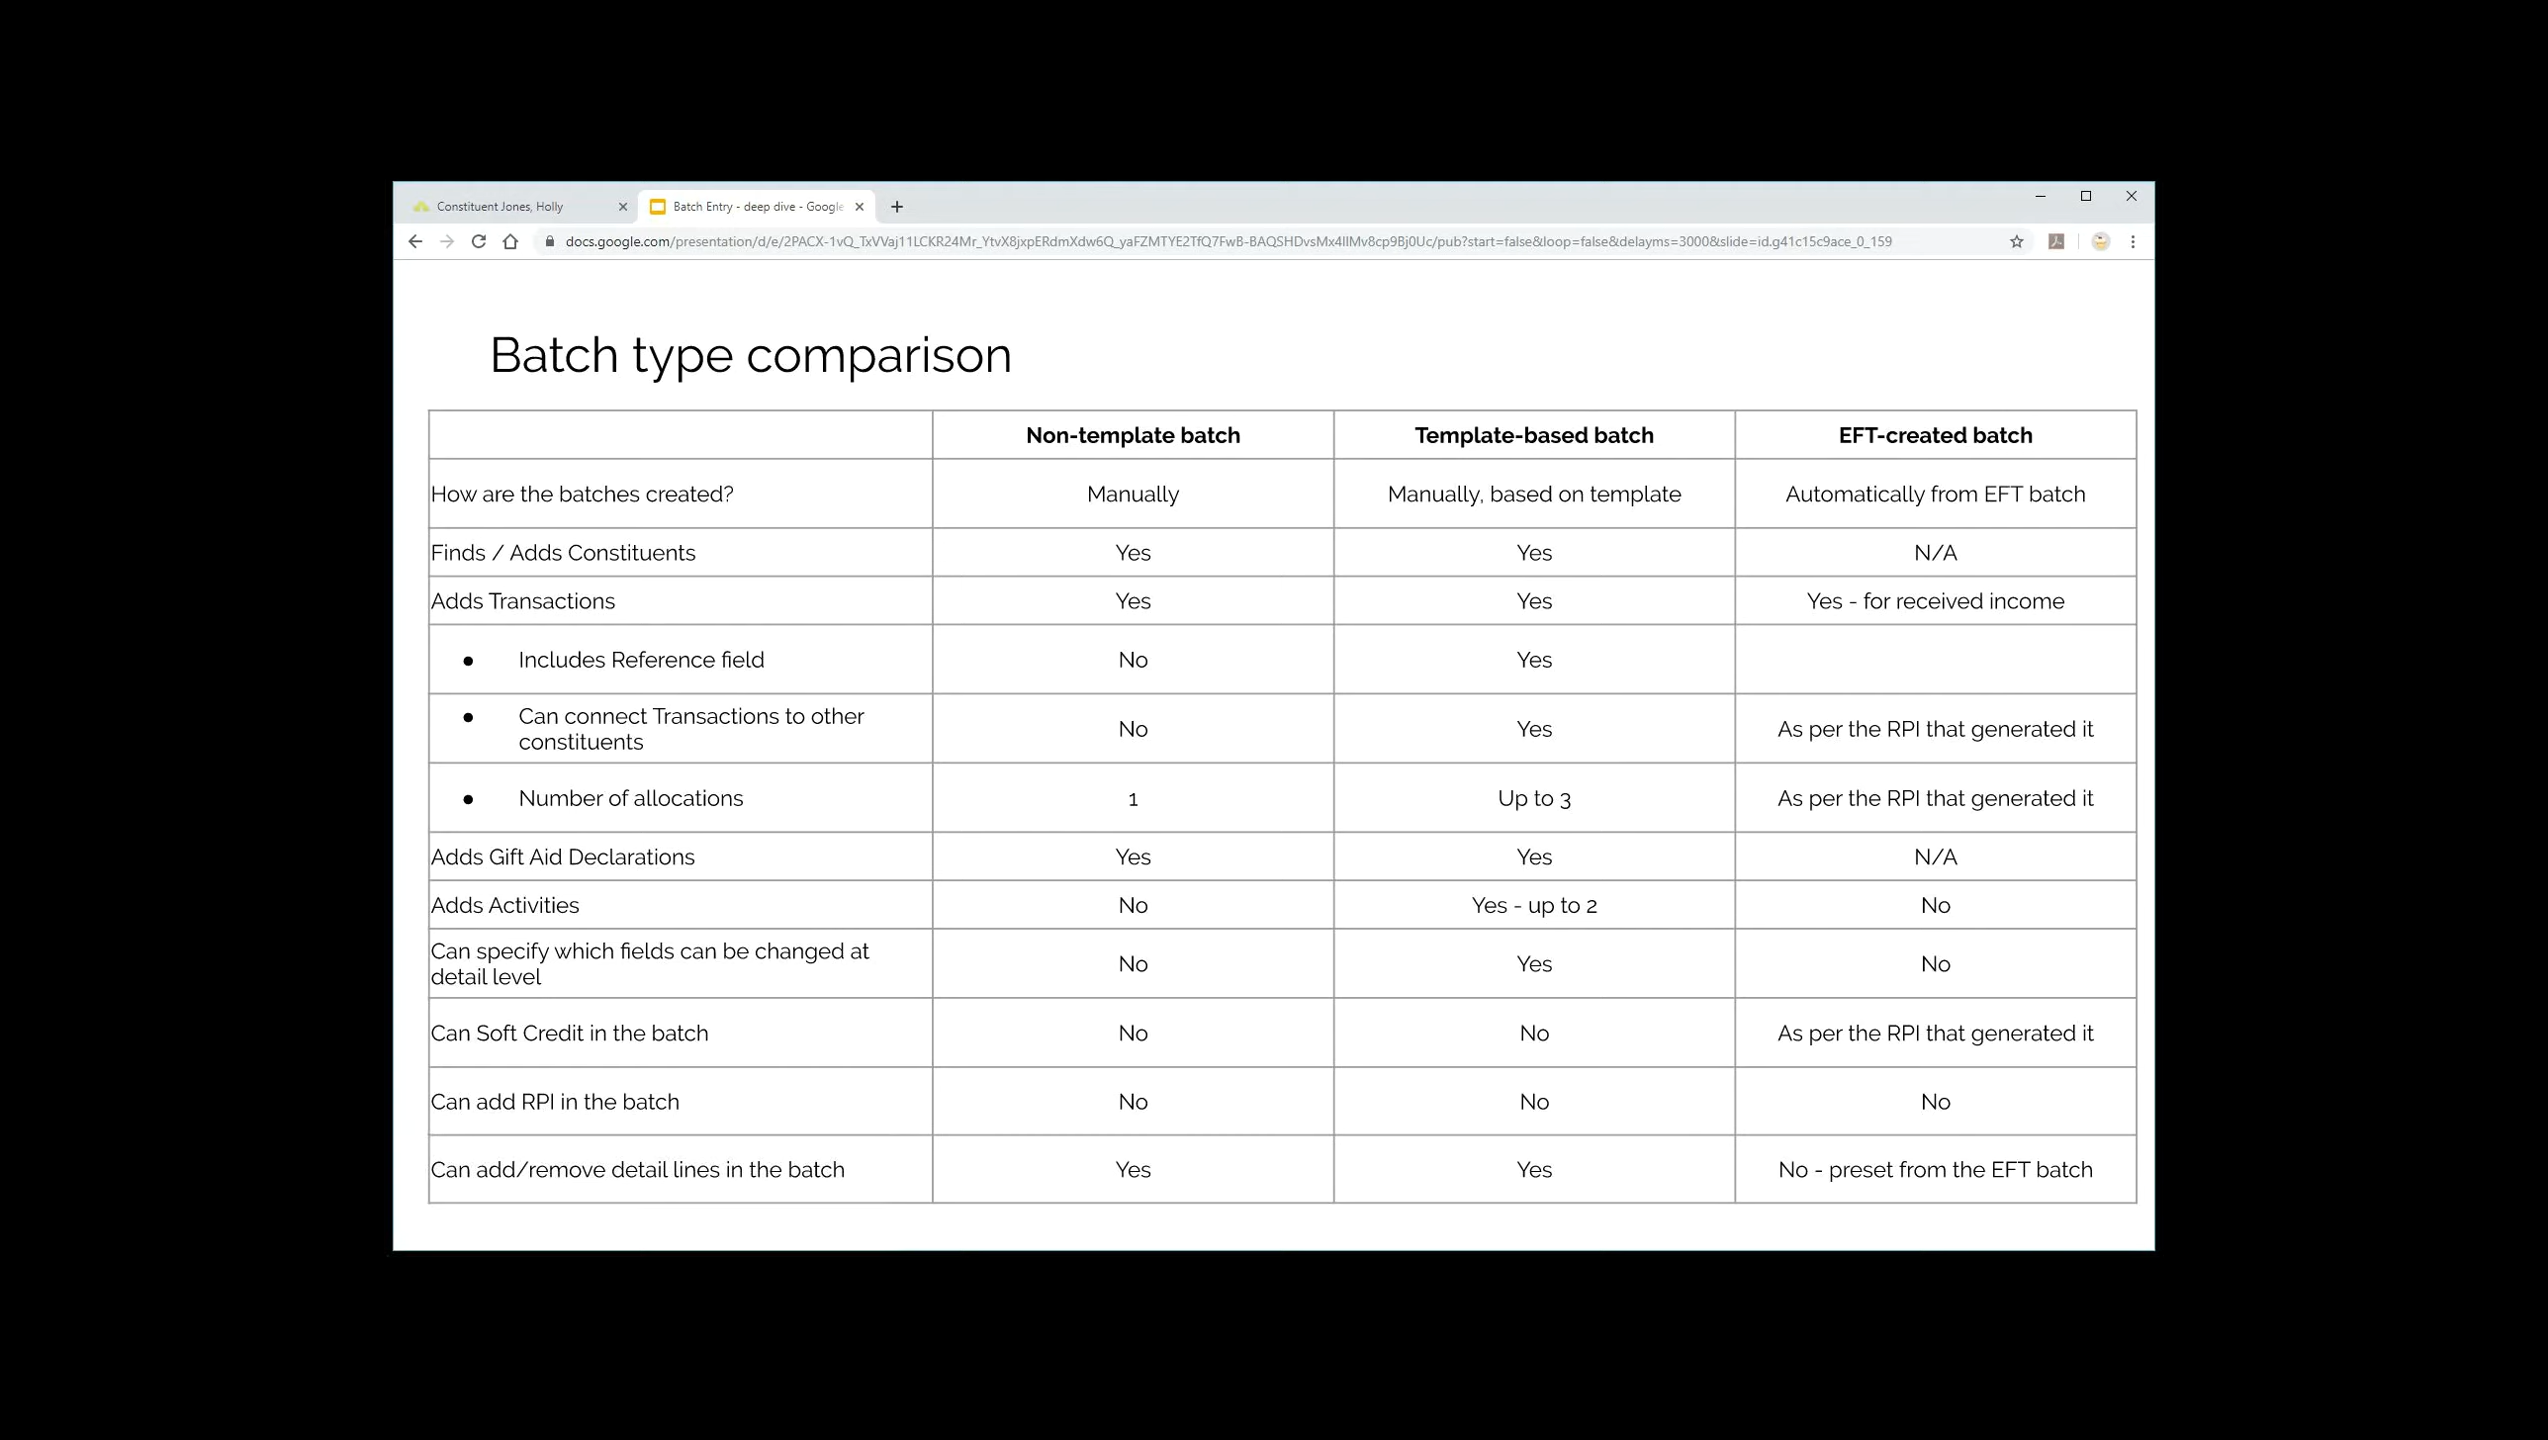 Constituent Jones, Holly
Batch Entry - deep dive - Google
docs.google.com/presentation/d/e/2PACX-1vQ_TxVVaj11LCKR24Mr_YtvX8jxpERdmXdw6Q_yaFZMTYE2TfQ7FwB-BAQSHDvsMx4IIMv8cp9Bj0Uc/pub?start=false&loop=false&delayms=3000&slide=id.g41c15c9ace_0_159
Batch type comparison
Non-template batch Template-based batch EFT-created batch
How are the batches created? Manually Manually, based on template Automatically from EFT batch
Finds / Adds Constituents Yes Yes N/A
Adds Transactions Yes Yes Yes - for received income
● Includes Reference field No Yes
● Can connect Transactions to other
constituents No Yes As per the RPI that generated it
● Number of allocations 1 Up to 3 As per the RPI that generated it
Adds Gift Aid Declarations Yes Yes N/A
Adds Activities No Yes - up to 2 No
Can specify which fields can be changed at
detail level No Yes No
Can Soft Credit in the batch No No As per the RPI that generated it
Can add RPI in the batch No No No
Can add/remove detail lines in the batch Yes Yes No - preset from the EFT batch